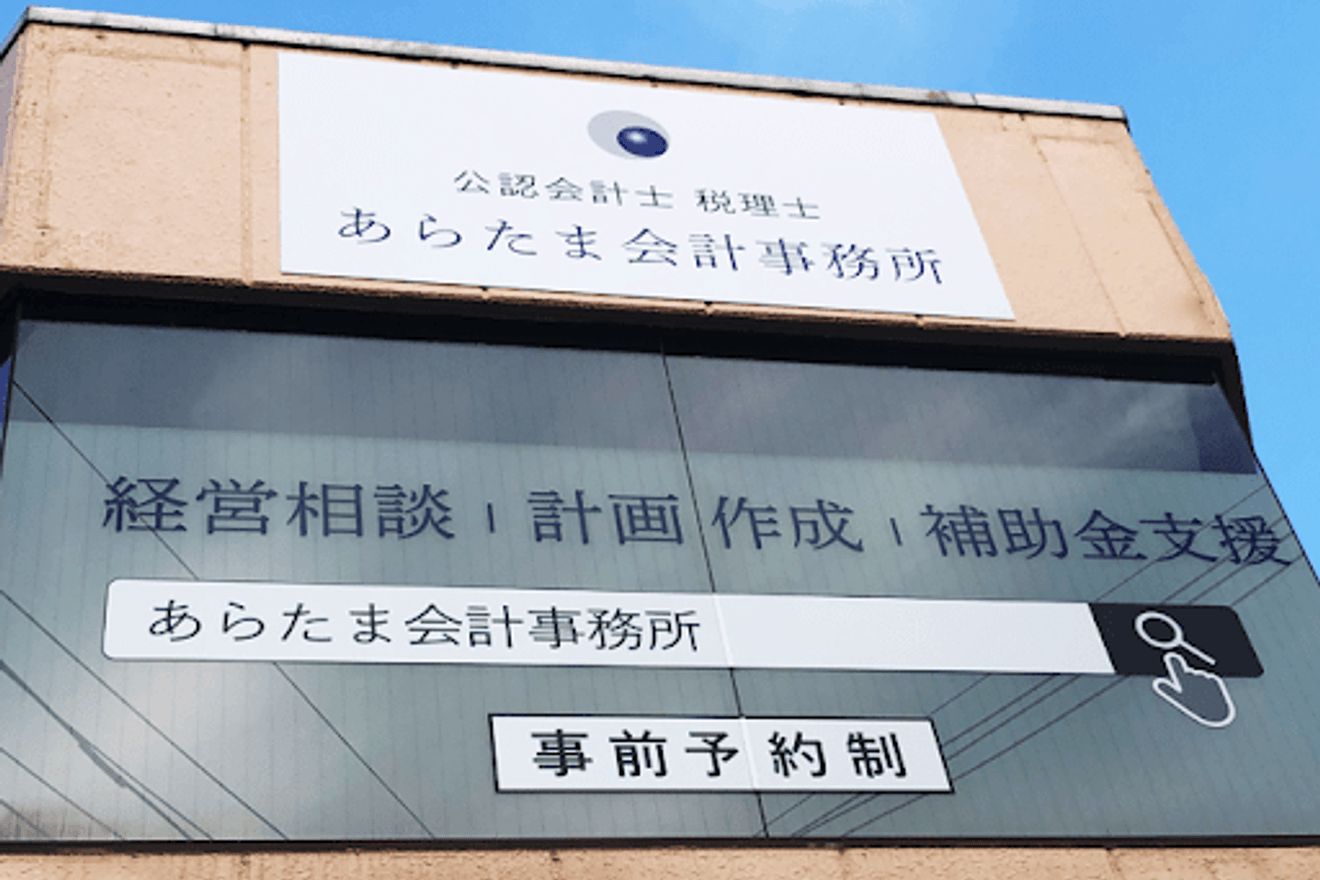 公認会計士 税理士
あらたま会計事務所
経営相談 | 計画作成 | 補助金支援
あらたま会計事務所
事前予約制